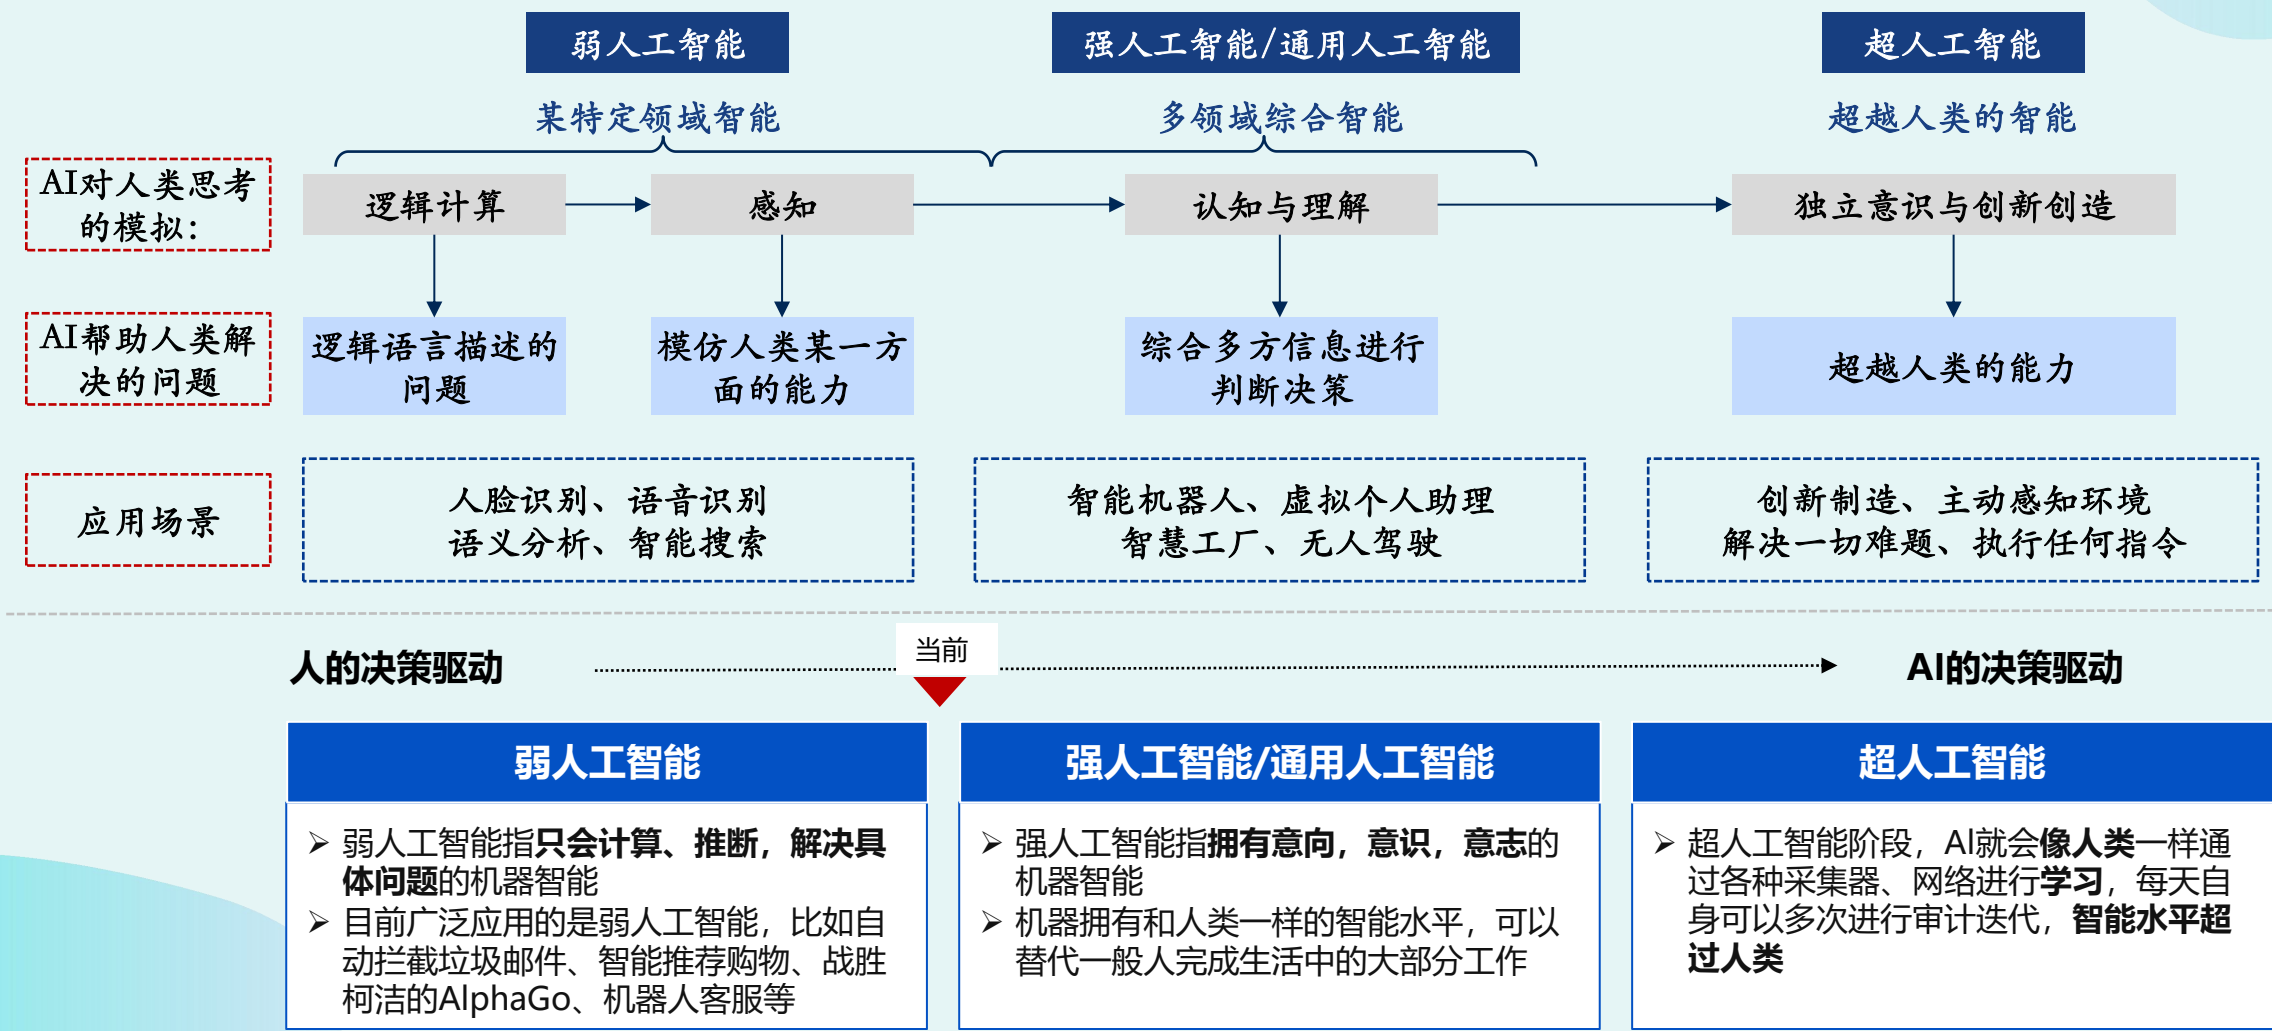 弱人工智能
强人工智能/通用人工智能
超人工智能
某特定领域智能
多领域综合智能
超越人类的智能
AI对人类思考
的模拟：
逻辑计算
感知
认知与理解
独立意识与创新创造
AI帮助人类解
决的问题
逻辑语言描述的
问题
模仿人类某一方
面的能力
综合多方信息进行
判断决策
超越人类的能力
应用场景
人脸识别、语音识别
语义分析、智能搜索
智能机器人、虚拟个人助理
智慧工厂、无人驾驶
创新制造、主动感知环境
解决一切难题、执行任何指令
人的决策驱动
当前
AI的决策驱动
弱人工智能
➢ 弱人工智能指只会计算、推断，解决具
体问题的机器智能
➢ 目前广泛应用的是弱人工智能，比如自
动拦截垃圾邮件、智能推荐购物、战胜
柯洁的AlphaGo、机器人客服等
强人工智能/通用人工智能
➢ 强人工智能指拥有意向，意识，意志的
机器智能
➢ 机器拥有和人类一样的智能水平，可以
替代一般人完成生活中的大部分工作
超人工智能
➢ 超人工智能阶段，AI就会像人类一样通
过各种采集器、网络进行学习，每天自
身可以多次进行审计迭代，智能水平超
过人类